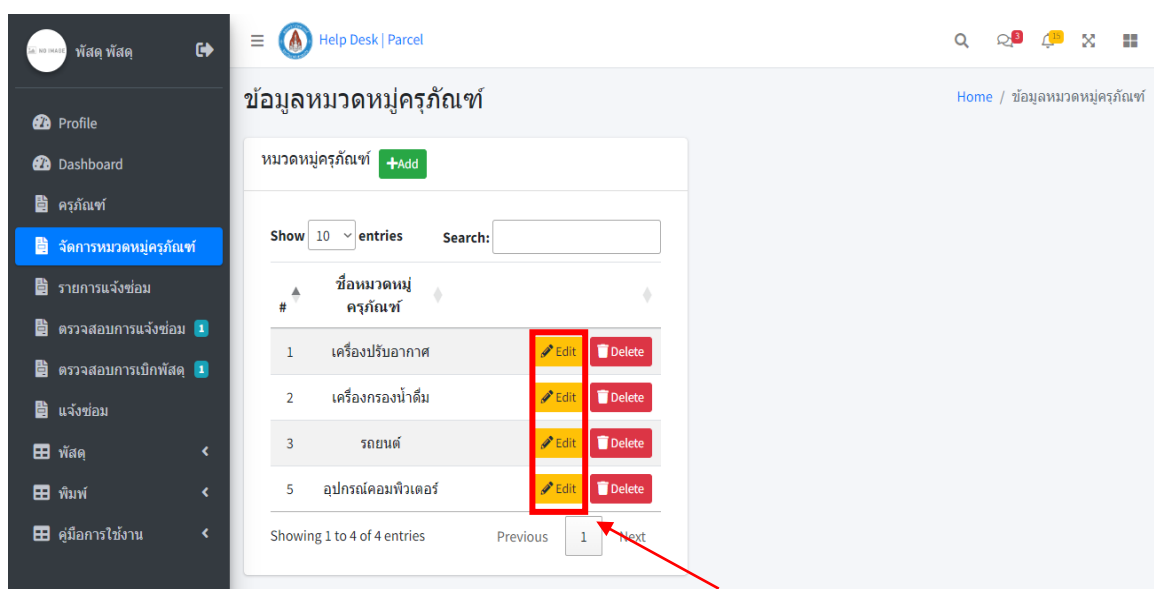 NO IMAGE
พัสดุ พัสดุ
Profile
Dashboard
ครุภัณฑ์
จัดการหมวดหมู่ครุภัณฑ์
รายการแจ้งซ่อม
ตรวจสอบการแจ้งซ่อม 1
ตรวจสอบการเบิกพัสดุ 1
แจ้งซ่อม
พัสดุ
พิมพ์
คู่มือการใช้งาน
Help Desk | Parcel
3 15
ข้อมูลหมวดหมู่ครุภัณฑ์
Home / ข้อมูลหมวดหมู่ครุภัณฑ์
หมวดหมู่ครุภัณฑ์ +Add
Show 10 entries Search:
# ชื่อหมวดหมู่
ครุภัณฑ์
1 เครื่องปรับอากาศ Edit Delete
2 เครื่องกรองน้ำดื่ม Edit Delete
3 รถยนต์ Edit Delete
5 อุปกรณ์คอมพิวเตอร์ Edit Delete
Showing 1 to 4 of 4 entries Previous 1 Next